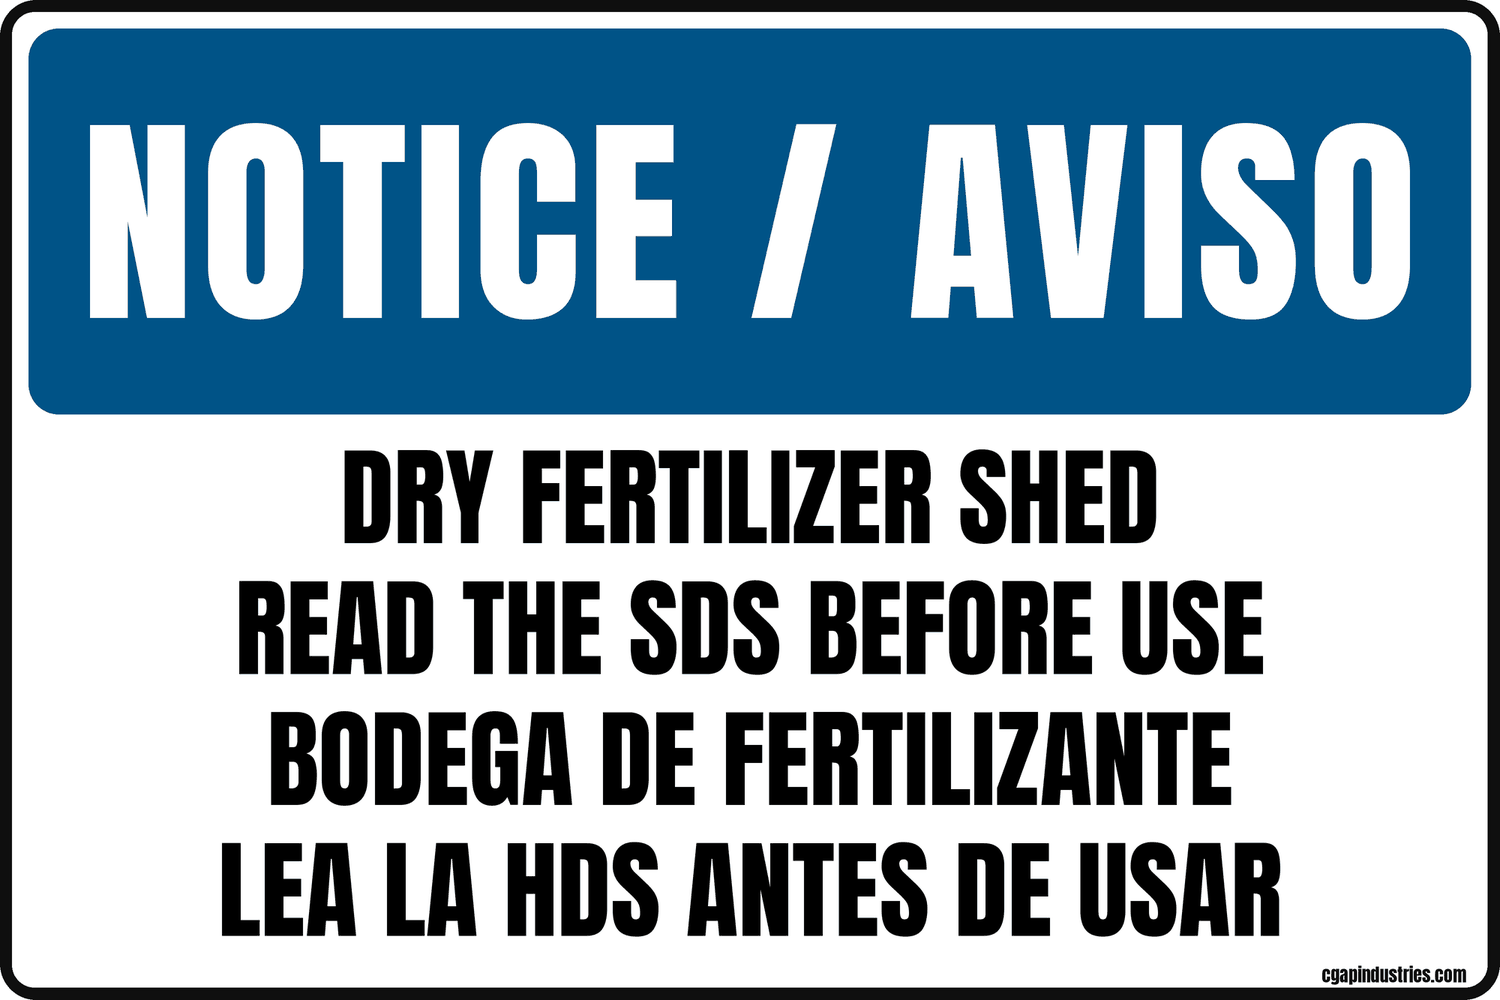 NOTICE / AVISO
DRY FERTILIZER SHED
READ THE SDS BEFORE USE
BODEGA DE FERTILIZANTE
LEA LA HDS ANTES DE USAR
cgapindustries.com